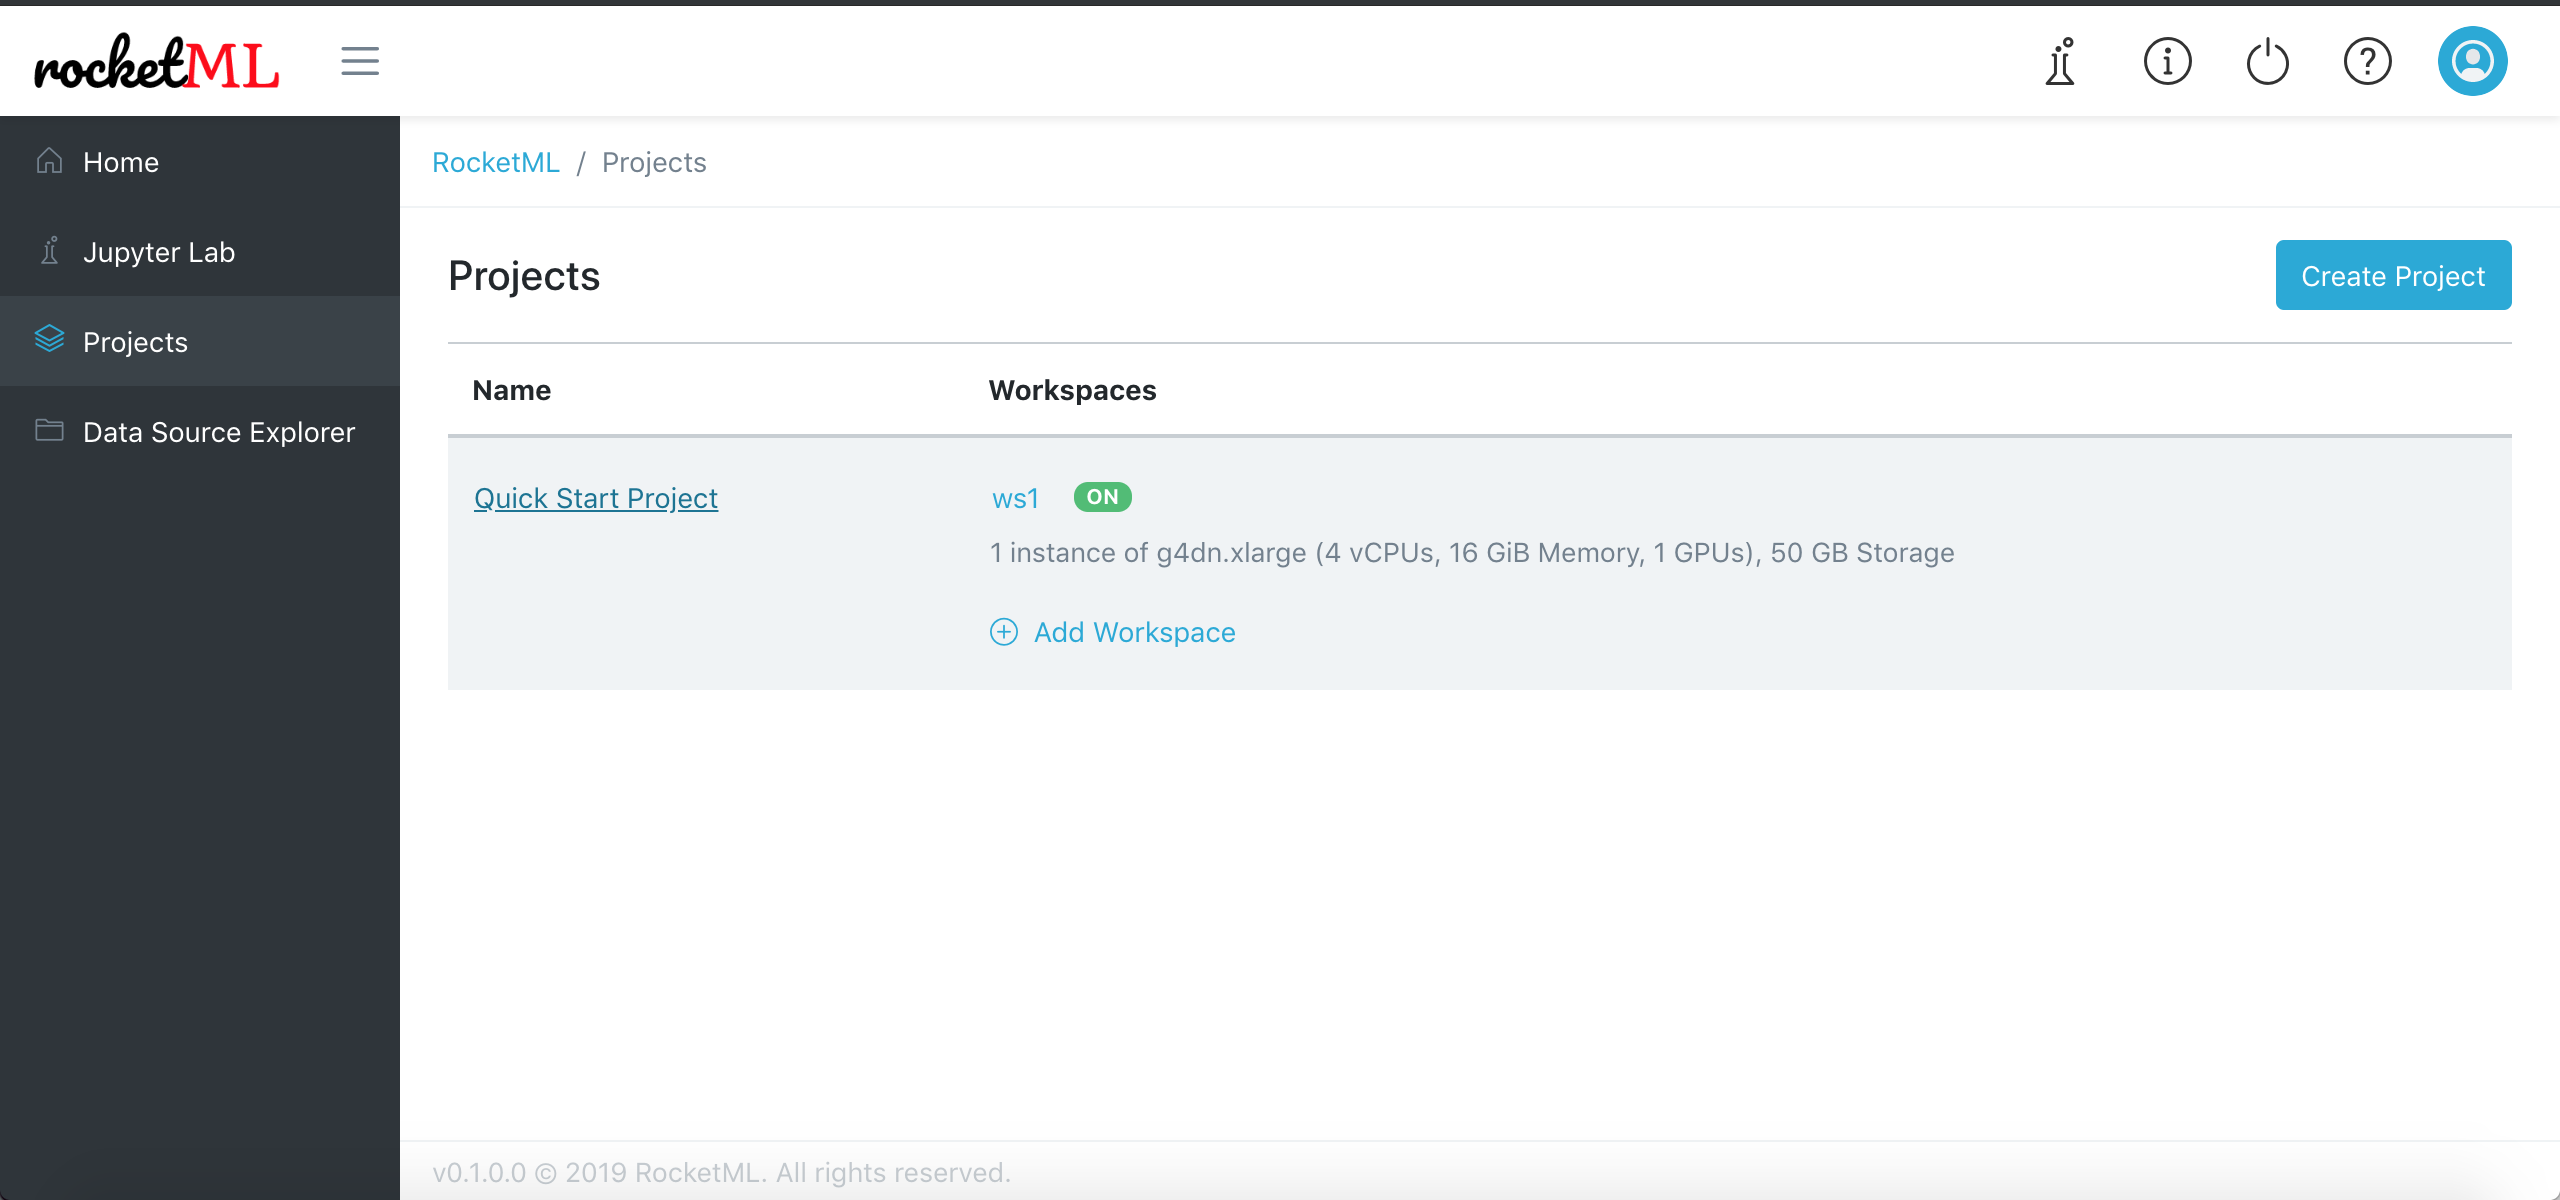 rocketML
Home
Jupyter Lab
Projects
Data Source Explorer
RocketML / Projects
Projects
Create Project
Name Workspaces
Quick Start Project ws1 ON
1 instance of g4dn.xlarge (4 vCPUs, 16 GiB Memory, 1 GPUs), 50 GB Storage
Add Workspace
v0.1.0.0 © 2019 RocketML. All rights reserved.